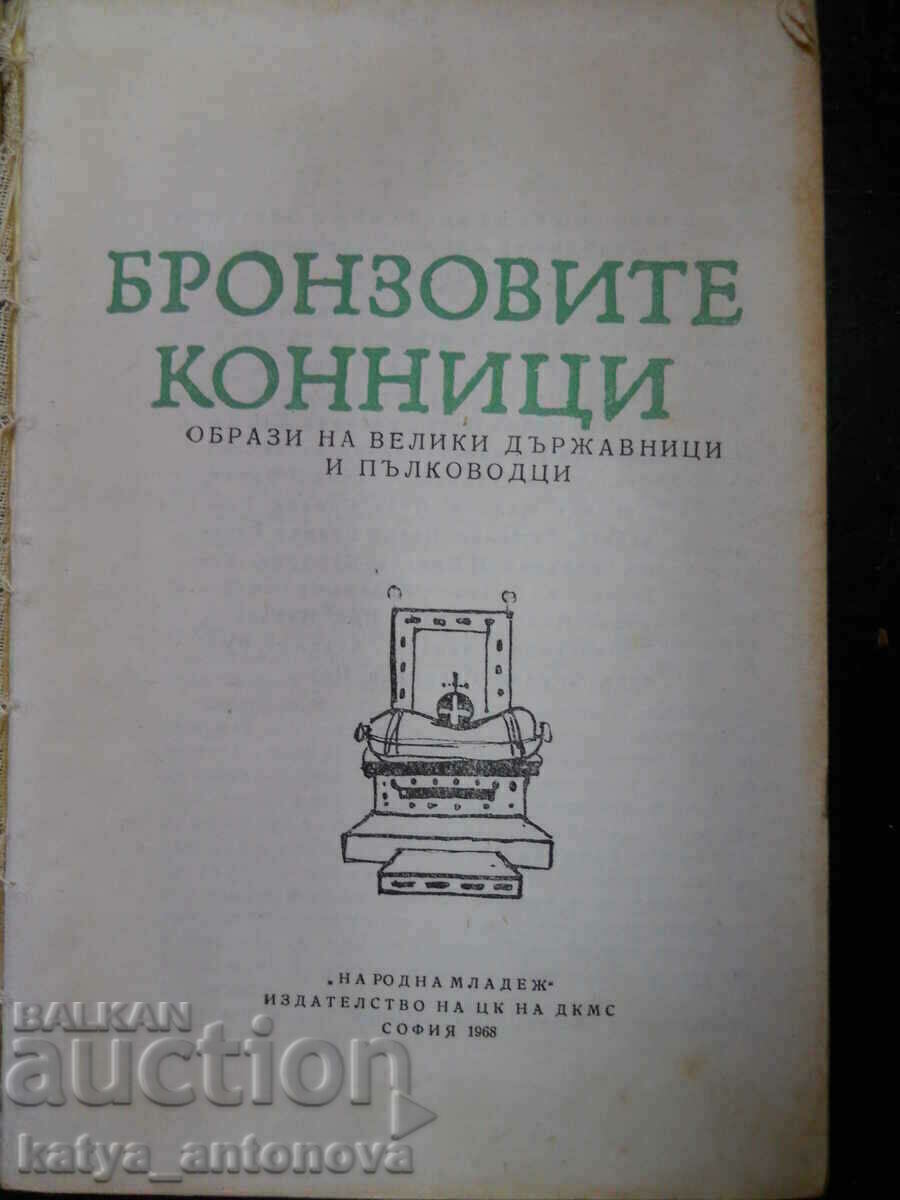 БРОНЗОВИТЕ
КОННИЦИ
ОБРАЗИ НА ВЕЛИКИ ДЪРЖАВНИЦИ
И ПЪЛКОВОДЦИ
„НАРОДНА МЛАДЕЖ“
ИЗДАТЕЛСТВО НА ЦК НА ДКМС
СОФИЯ 1968
BALKAN
auction
katya_antonova